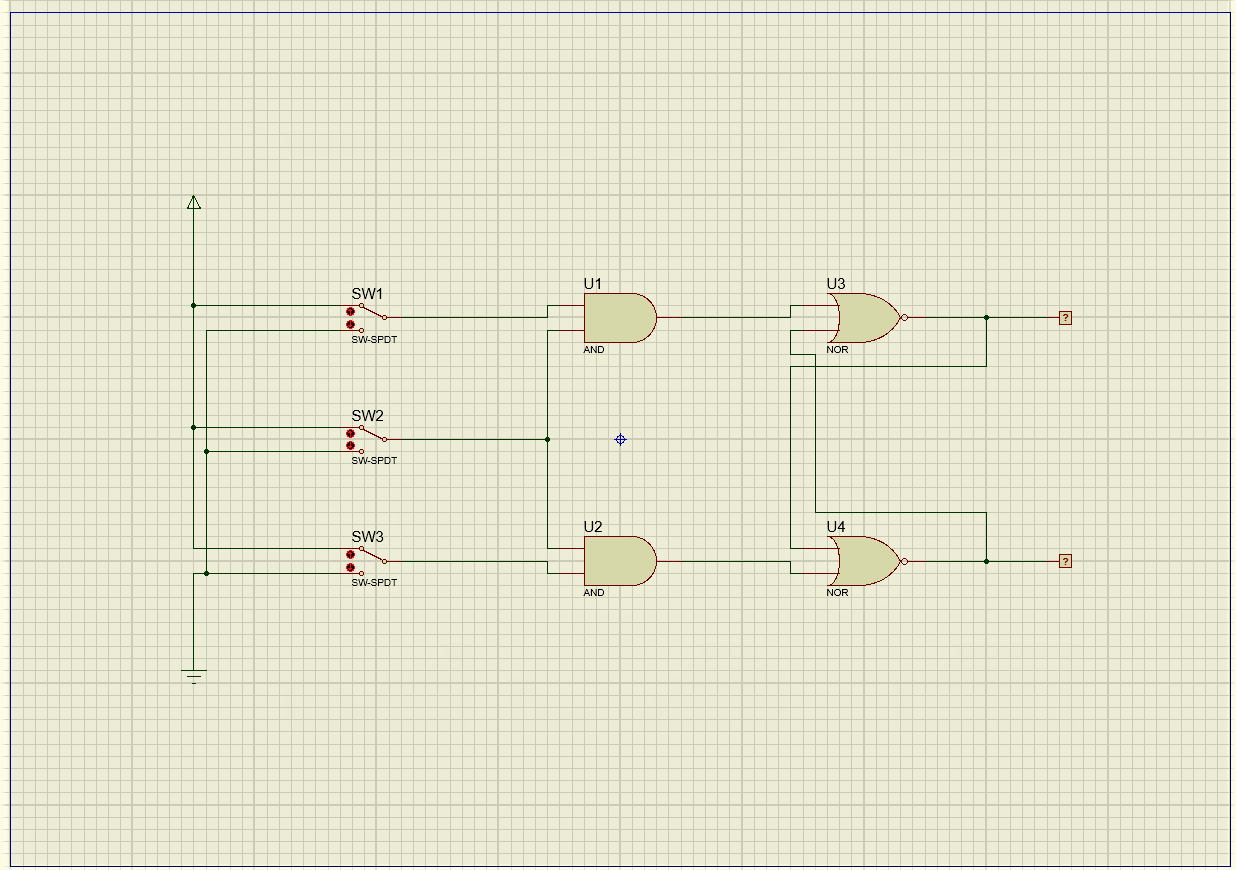 SW1
SW-SPDT
U1
AND
U3
NOR
?
SW2
SW-SPDT
SW3
SW-SPDT
U2
AND
U4
NOR
?